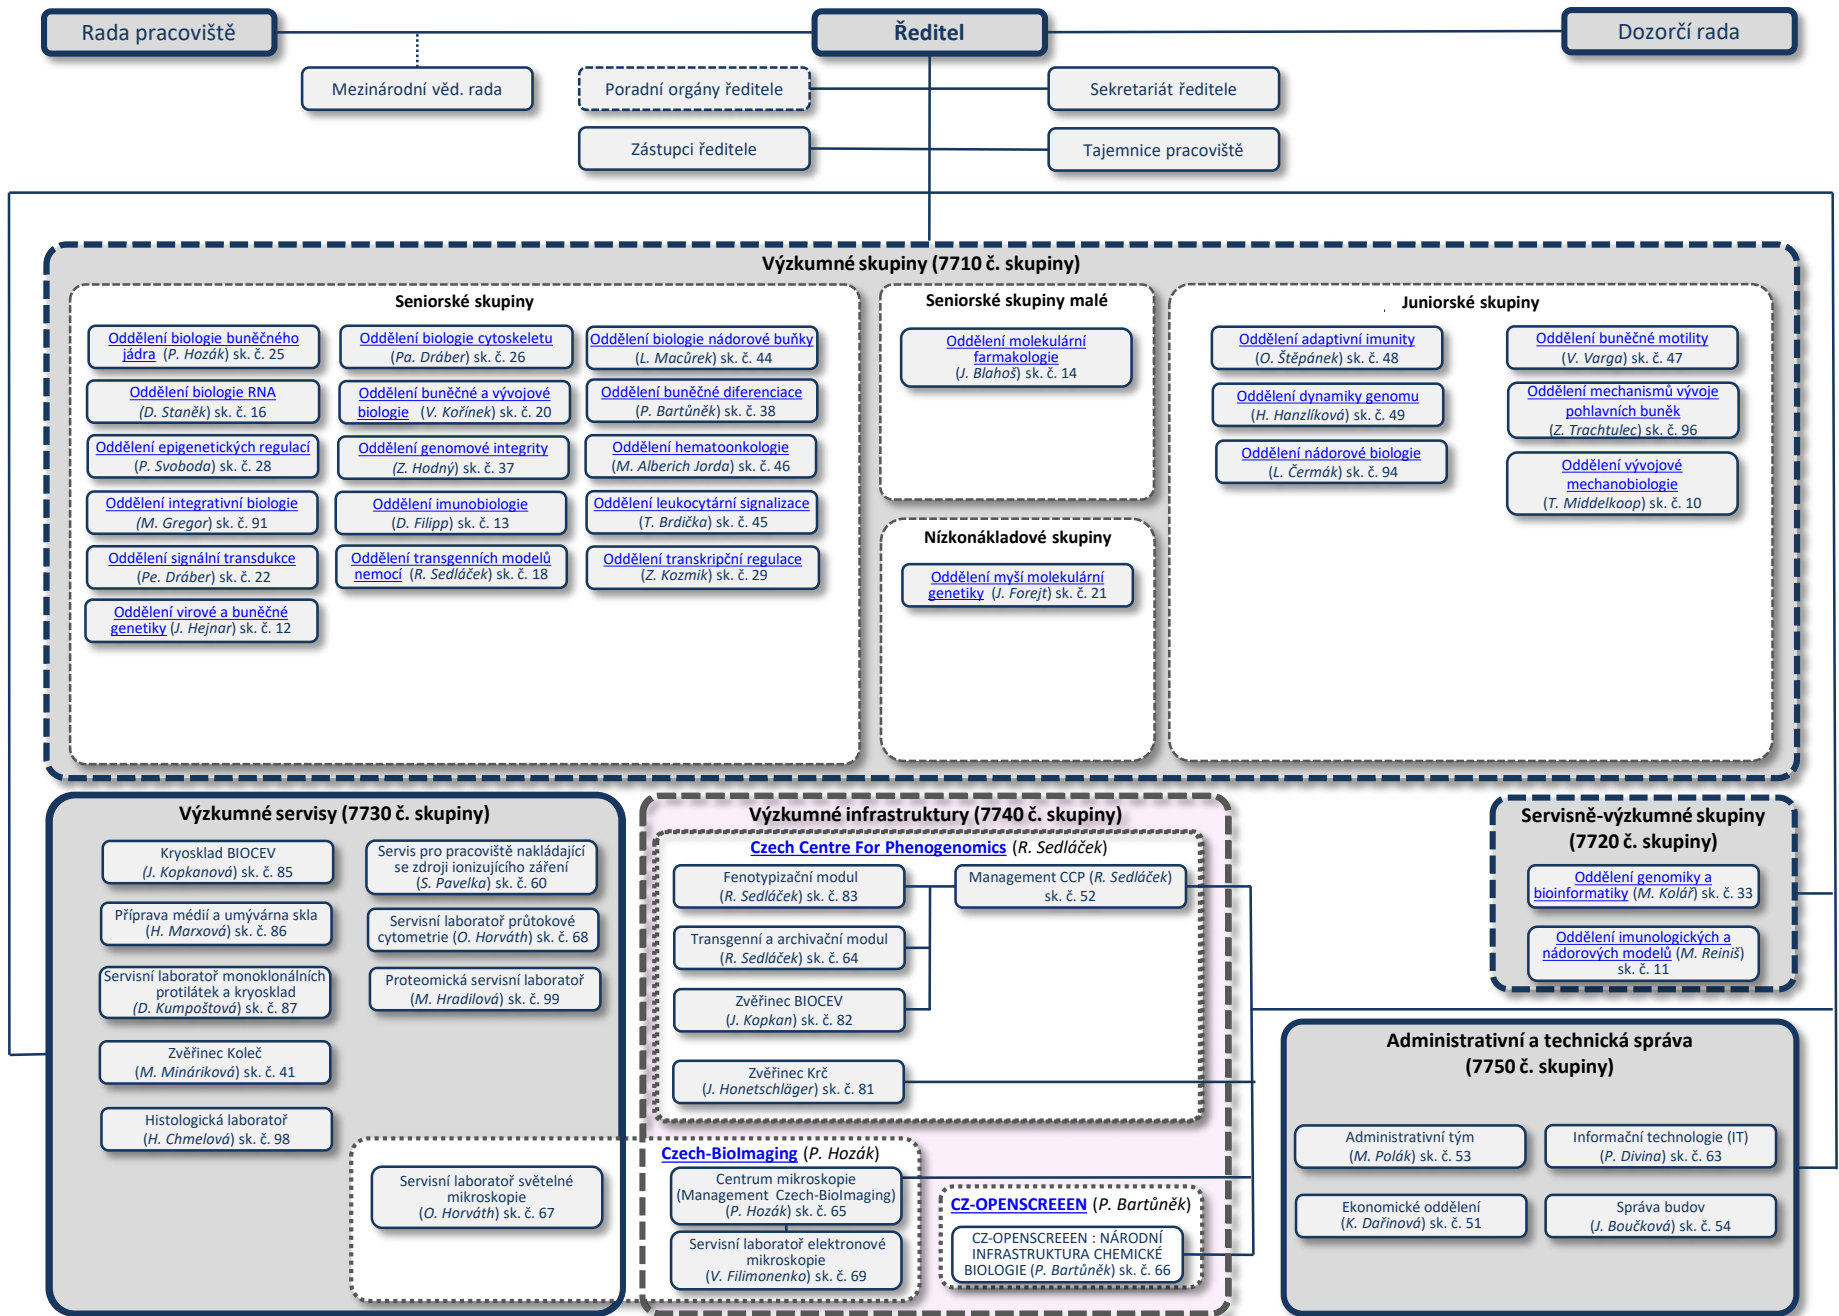 Rada pracoviště
Ředitel
Dozorčí rada
Mezinárodní věd. rada
Poradní orgány ředitele
Sekretariát ředitele
Zástupci ředitele
Tajemnice pracoviště
Výzkumné skupiny (7710 č. skupiny)
Seniorské skupiny
Oddělení biologie buněčného
jádra (P. Hozák) sk. č. 25
Oddělení biologie cytoskeletu
(Pa. Dráber) sk. č. 26
Oddělení biologie nádorové buňky
(L. Macůrek) sk. č. 44
Oddělení biologie RNA
(D. Staněk) sk. č. 16
Oddělení buněčné a vývojové
biologie (V. Kořínek) sk. č. 20
Oddělení buněčné diferenciace
(P. Bartůněk) sk. č. 38
Oddělení epigenetických regulací
(P. Svoboda) sk. č. 28
Oddělení genomové integrity
(Z. Hodný) sk. č. 37
Oddělení hematoonkologie
(M. Alberich Jorda) sk. č. 46
Oddělení integrativní biologie
(M. Gregor) sk. č. 91
Oddělení imunobiologie
(D. Filipp) sk. č. 13
Oddělení leukocytární signalizace
(T. Brdička) sk. č. 45
Oddělení signální transdukce
(Pe. Dráber) sk. č. 22
Oddělení transgenních modelů
nemocí (R. Sedláček) sk. č. 18
Oddělení transkripční regulace
(Z. Kozmik) sk. č. 29
Oddělení virové a buněčné
genetiky (J. Hejnar) sk. č. 12
Seniorské skupiny malé
Oddělení molekulární
farmakologie
(J. Blahoš) sk. č. 14
Nízkonákladové skupiny
Oddělení myší molekulární
genetiky (J. Forejt) sk. č. 21
Juniorské skupiny
Oddělení adaptivní imunity
(O. Štěpánek) sk. č. 48
Oddělení buněčné motility
(V. Varga) sk. č. 47
Oddělení dynamiky genomu
(H. Hanzlíková) sk. č. 49
Oddělení mechanismů vývoje
pohlavních buněk
(Z. Trachtulec) sk. č. 96
Oddělení nádorové biologie
(L. Čermák) sk. č. 94
Oddělení vývojové
mechanobiologie
(T. Middelkoop) sk. č. 10
Výzkumné servisy (7730 č. skupiny)
Kryosklad BIOCEV
(J. Kopkanová) sk. č. 85
Servis pro pracoviště nakládající
se zdroji ionizujícího záření
(S. Pavelka) sk. č. 60
Příprava médií a umývárna skla
(H. Marxová) sk. č. 86
Servisní laboratoř průtokové
cytometrie (O. Horváth) sk. č. 68
Servisní laboratoř monoklonálních
protilátek a kryosklad
(D. Kumpoštová) sk. č. 87
Proteomická servisní laboratoř
(M. Hradilová) sk. č. 99
Zvěřinec Koleč
(M. Mináriková) sk. č. 41
Histologická laboratoř
(H. Chmelová) sk. č. 98
Servisní laboratoř světelné
mikroskopie
(O. Horváth) sk. č. 67
Výzkumné infrastruktury (7740 č. skupiny)
Czech Centre For Phenogenomics (R. Sedláček)
Fenotypizační modul
(R. Sedláček) sk. č. 83
Management CCP (R. Sedláček)
sk. č. 52
Transgenní a archivační modul
(R. Sedláček) sk. č. 64
Zvěřinec BIOCEV
(J. Kopkan) sk. č. 82
Zvěřinec Krč
(J. Honetschläger) sk. č. 81
Czech-BioImaging (P. Hozák)
Centrum mikroskopie
(Management Czech-BioImaging)
(P. Hozák) sk. č. 65
Servisní laboratoř elektronové
mikroskopie
(V. Filimonenko) sk. č. 69
CZ-OPENSCREEEN (P. Bartůněk)
CZ-OPENSCREEEN : NÁRODNÍ
INFRASTRUKTURA CHEMICKÉ
BIOLOGIE (P. Bartůněk) sk. č. 66
Servisně-výzkumné skupiny
(7720 č. skupiny)
Oddělení genomiky a
bioinformatiky (M. Kolář) sk. č. 33
Oddělení imunologických a
nádorových modelů (M. Reiniš)
sk. č. 11
Administrativní a technická správa
(7750 č. skupiny)
Administrativní tým
(M. Polák) sk. č. 53
Informační technologie (IT)
(P. Divina) sk. č. 63
Ekonomické oddělení
(K. Dařinová) sk. č. 51
Správa budov
(J. Boučková) sk. č. 54